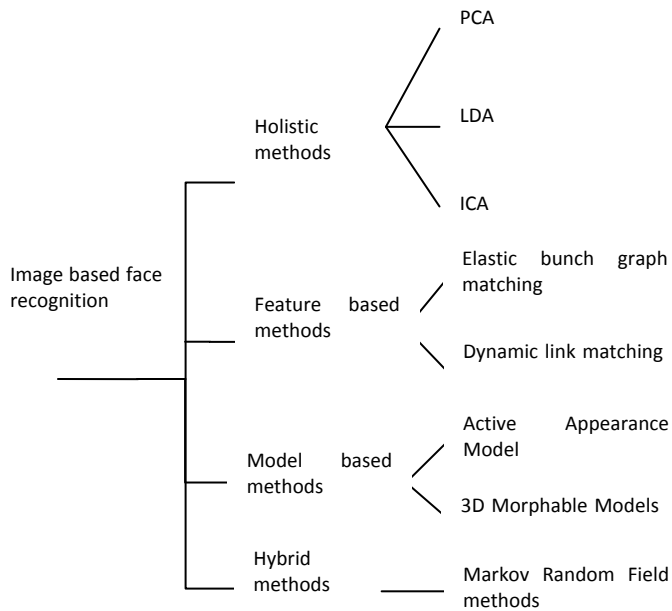 PCA
Holistic
methods
LDA
ICA
Image based face
recognition
Elastic bunch graph
matching
Feature based
methods
Dynamic link matching
Active Appearance
Model
Model based
methods
3D Morphable Models
Hybrid
methods
Markov Random Field
methods